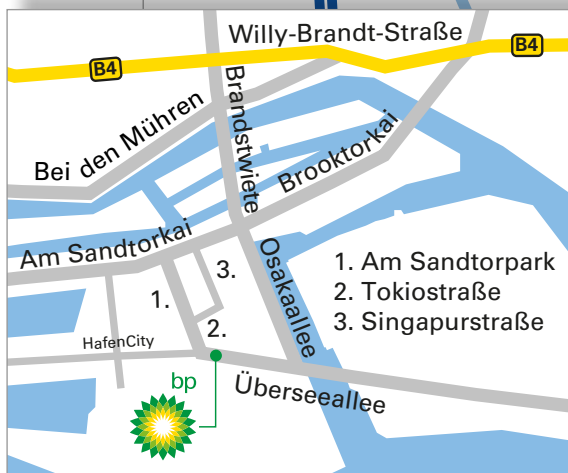 Willy-Brandt-Straße
B4
B4
Brandstwiete
Bei den Mühren
Brooktorkai
Am Sandtorkai
Osakaallee
3.
1. Am Sandtorpark
2. Tokiostraße
3. Singapurstraße
1.
2.
HafenCity
bp
Überseeallee